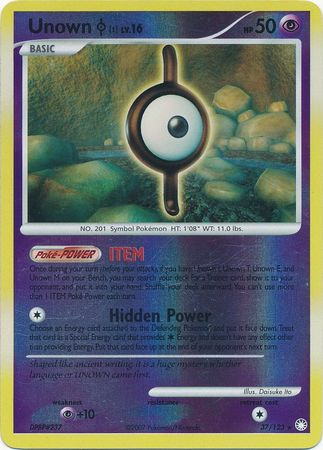 Unown [I] LV.16 HP 50
BASIC
NO. 201 Symbol Pokémon HT: 1'08" WT: 11.0 lbs.
Poké-POWER ITEM
Once during your turn (before your attack), if you have Unown I, Unown T, Unown E, and
Unown M on your Bench, you may search your deck for a Trainer card, show it to your
opponent, and put it into your hand. Shuffle your deck afterward. You can't use more
than 1 ITEM Poké-Power each turn.
Hidden Power
Choose an Energy card attached to the Defending Pokémon and put it face down. Treat
that card as a Special Energy card that provides Energy and doesn't have any effect other
than providing Energy. Put that card face up at the end of your opponent's next turn.
Shaped like ancient writing, it is a huge mystery whether
language or UNOWN came first.
Illus. Daisuke Ito
weakness resistance retreat cost
+10
DPBP#237 ©2007 Pokémon/Nintendo. 37/123 ★